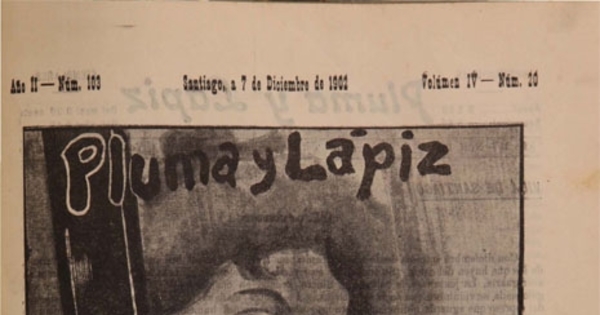 Año II — Núm. 103 Santiago, a 7 de Diciembre de 1902 Volúmen IV — Núm. 20
Pluma y Lápiz